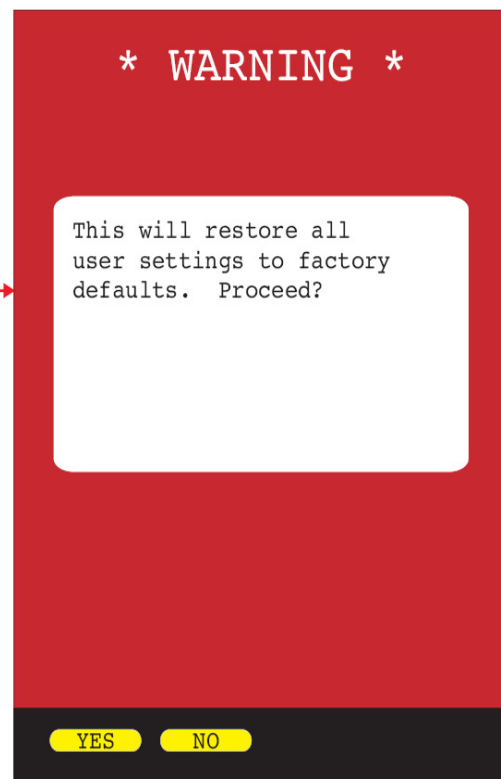 * WARNING *
This will restore all
user settings to factory
defaults.  Proceed?
YES NO